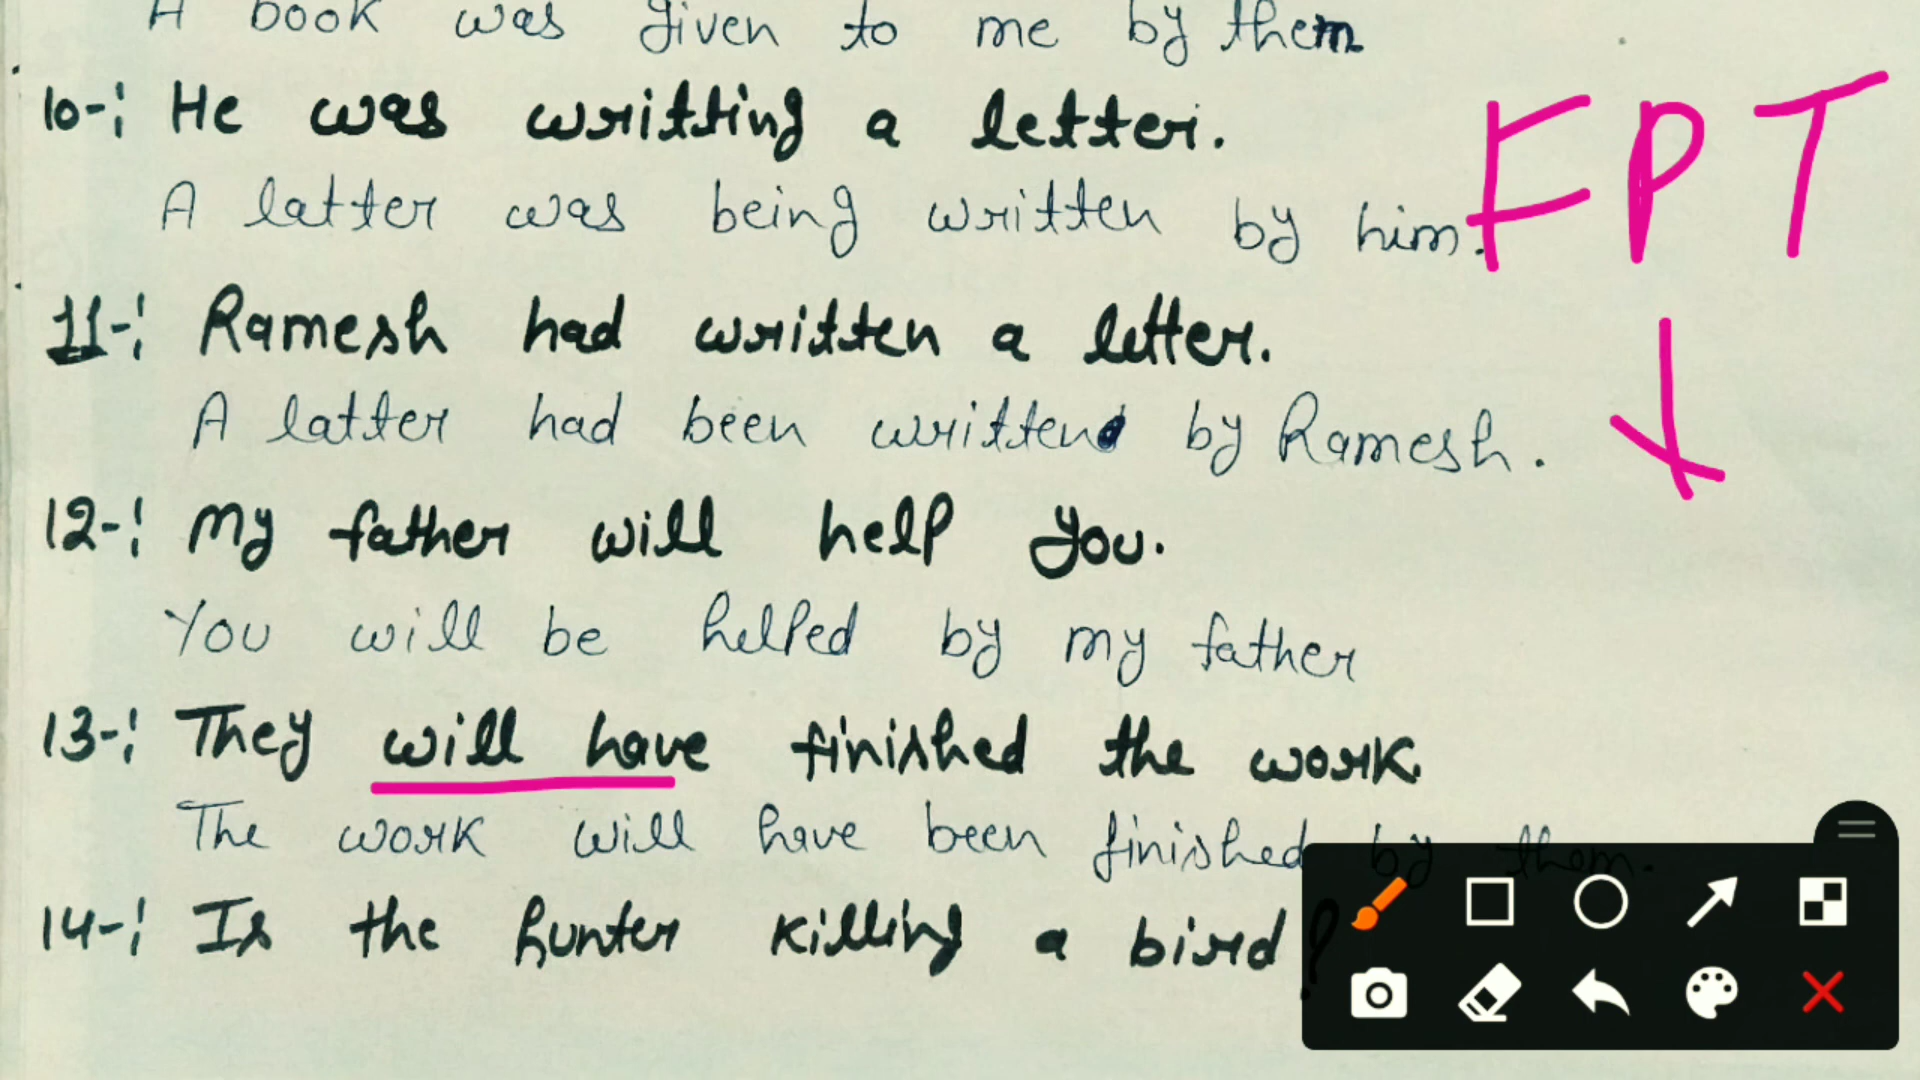 A book was given to me by them
10-: He was writting a letter.
FPT
A latter was being written by him.
11-: Ramesh had written a letter.
A latter had been written by Ramesh.
12-: My father will help you.
You will be helped by my father
13-: They will have finished the work.
The work will have been finished by them.
14-: Is the hunter killing a bird?